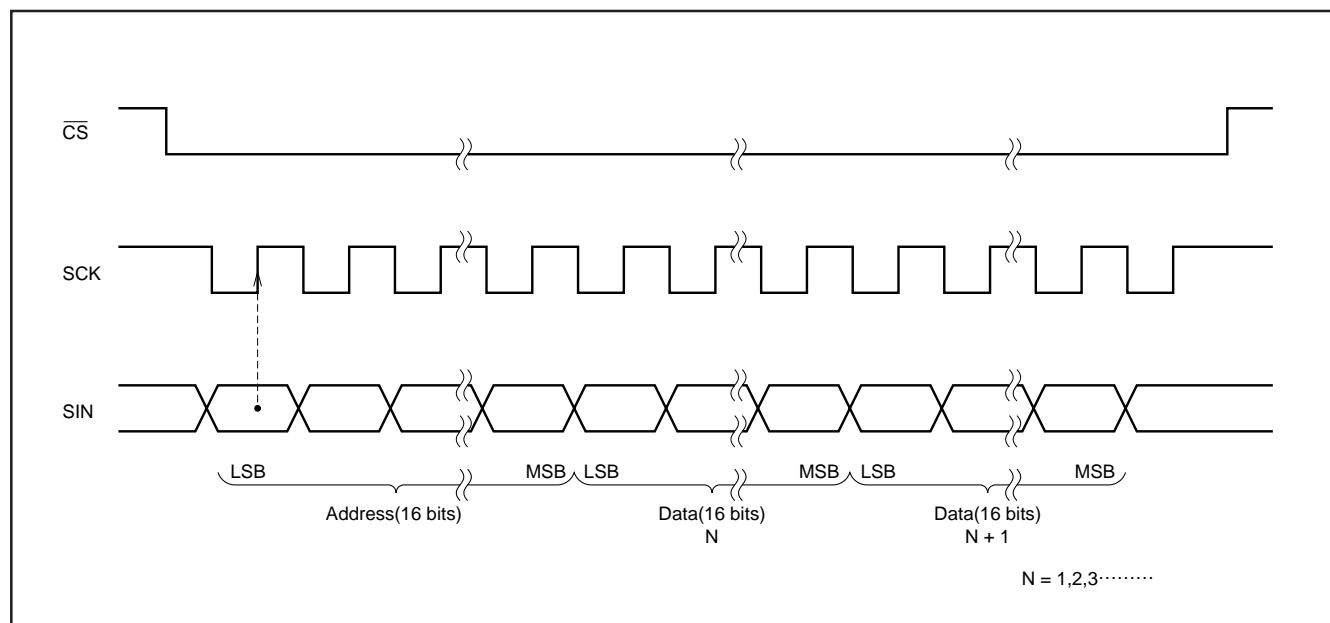 CS
SCK
SIN
LSB MSB LSB MSB LSB MSB
Address(16 bits) Data(16 bits) Data(16 bits)
N N + 1
N = 1,2,3·········